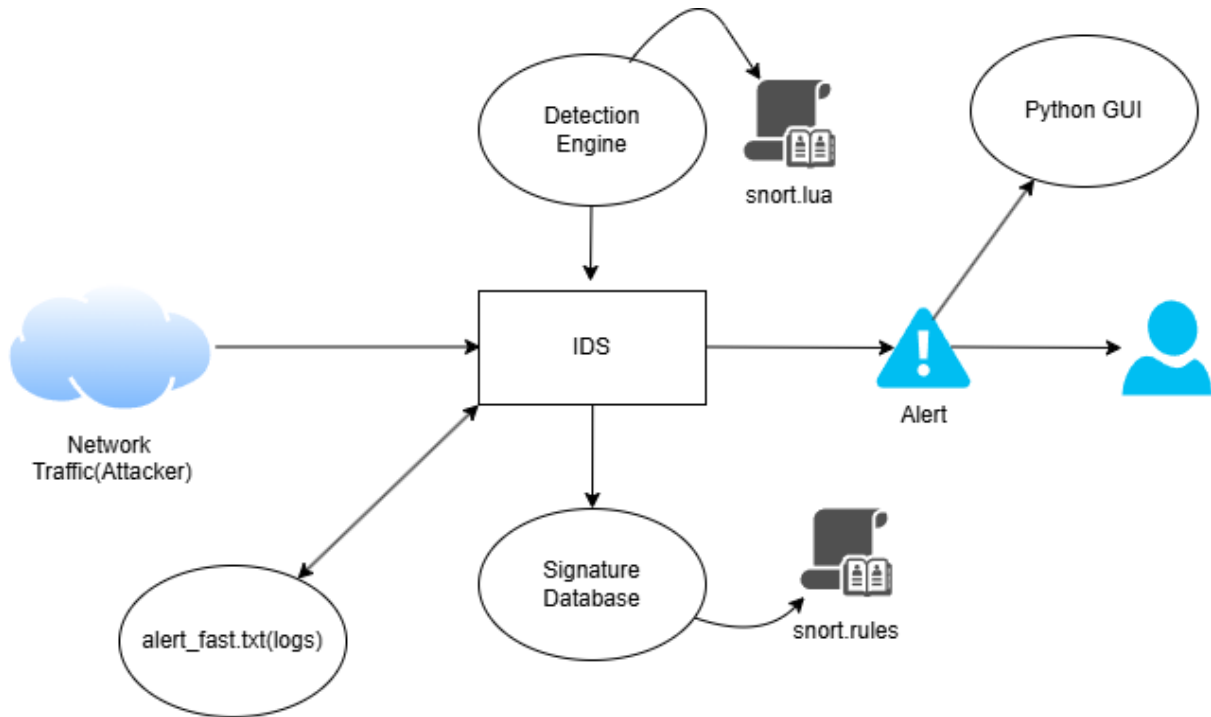 Detection
Engine
snort.lua
Python GUI
IDS
Network
Traffic(Attacker)
Alert
alert_fast.txt(logs)
Signature
Database
snort.rules